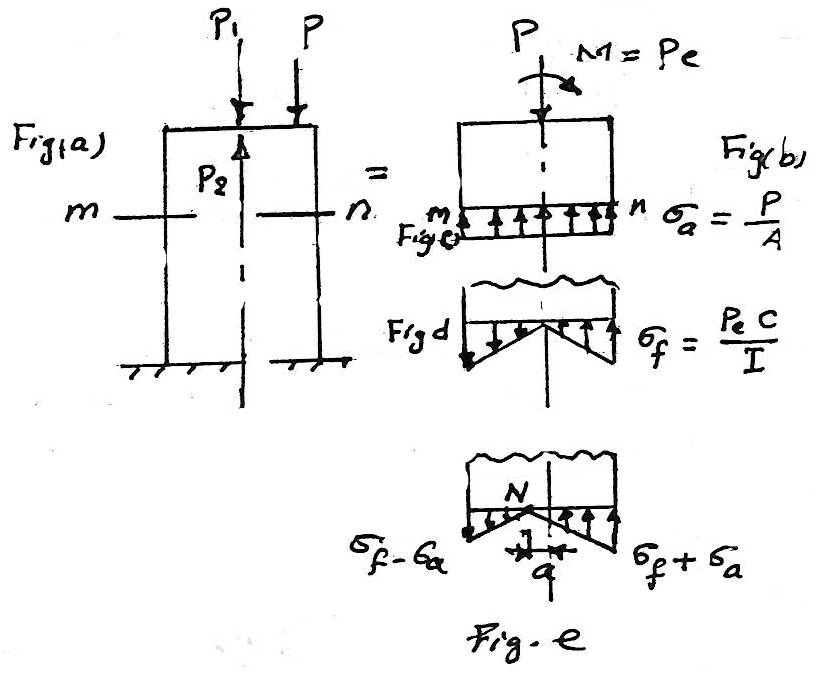 P1 P
Fig(a)
P2
m n
=
P
M = Pe
Fig(b)
m n
Fig(c)
σa = P/A
Fig d
σf = Pe C/I
N
σf - σa
a
σf + σa
Fig - e